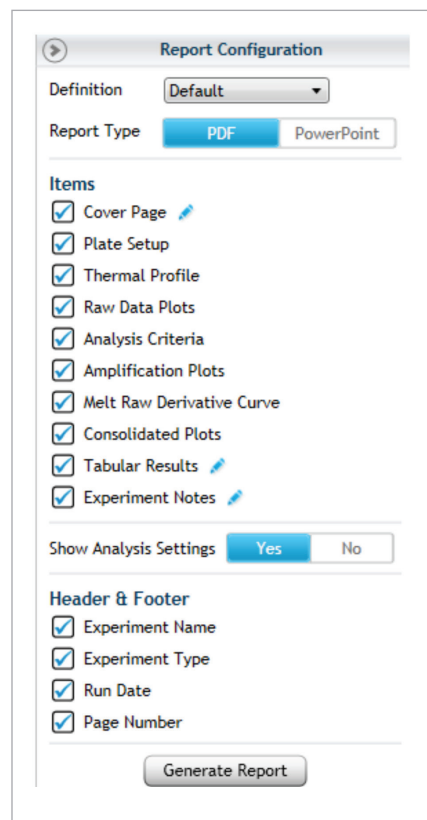 Report Configuration
Definition Default
Report Type PDF PowerPoint
Items
Cover Page
Plate Setup
Thermal Profile
Raw Data Plots
Analysis Criteria
Amplification Plots
Melt Raw Derivative Curve
Consolidated Plots
Tabular Results
Experiment Notes
Show Analysis Settings Yes No
Header & Footer
Experiment Name
Experiment Type
Run Date
Page Number
Generate Report